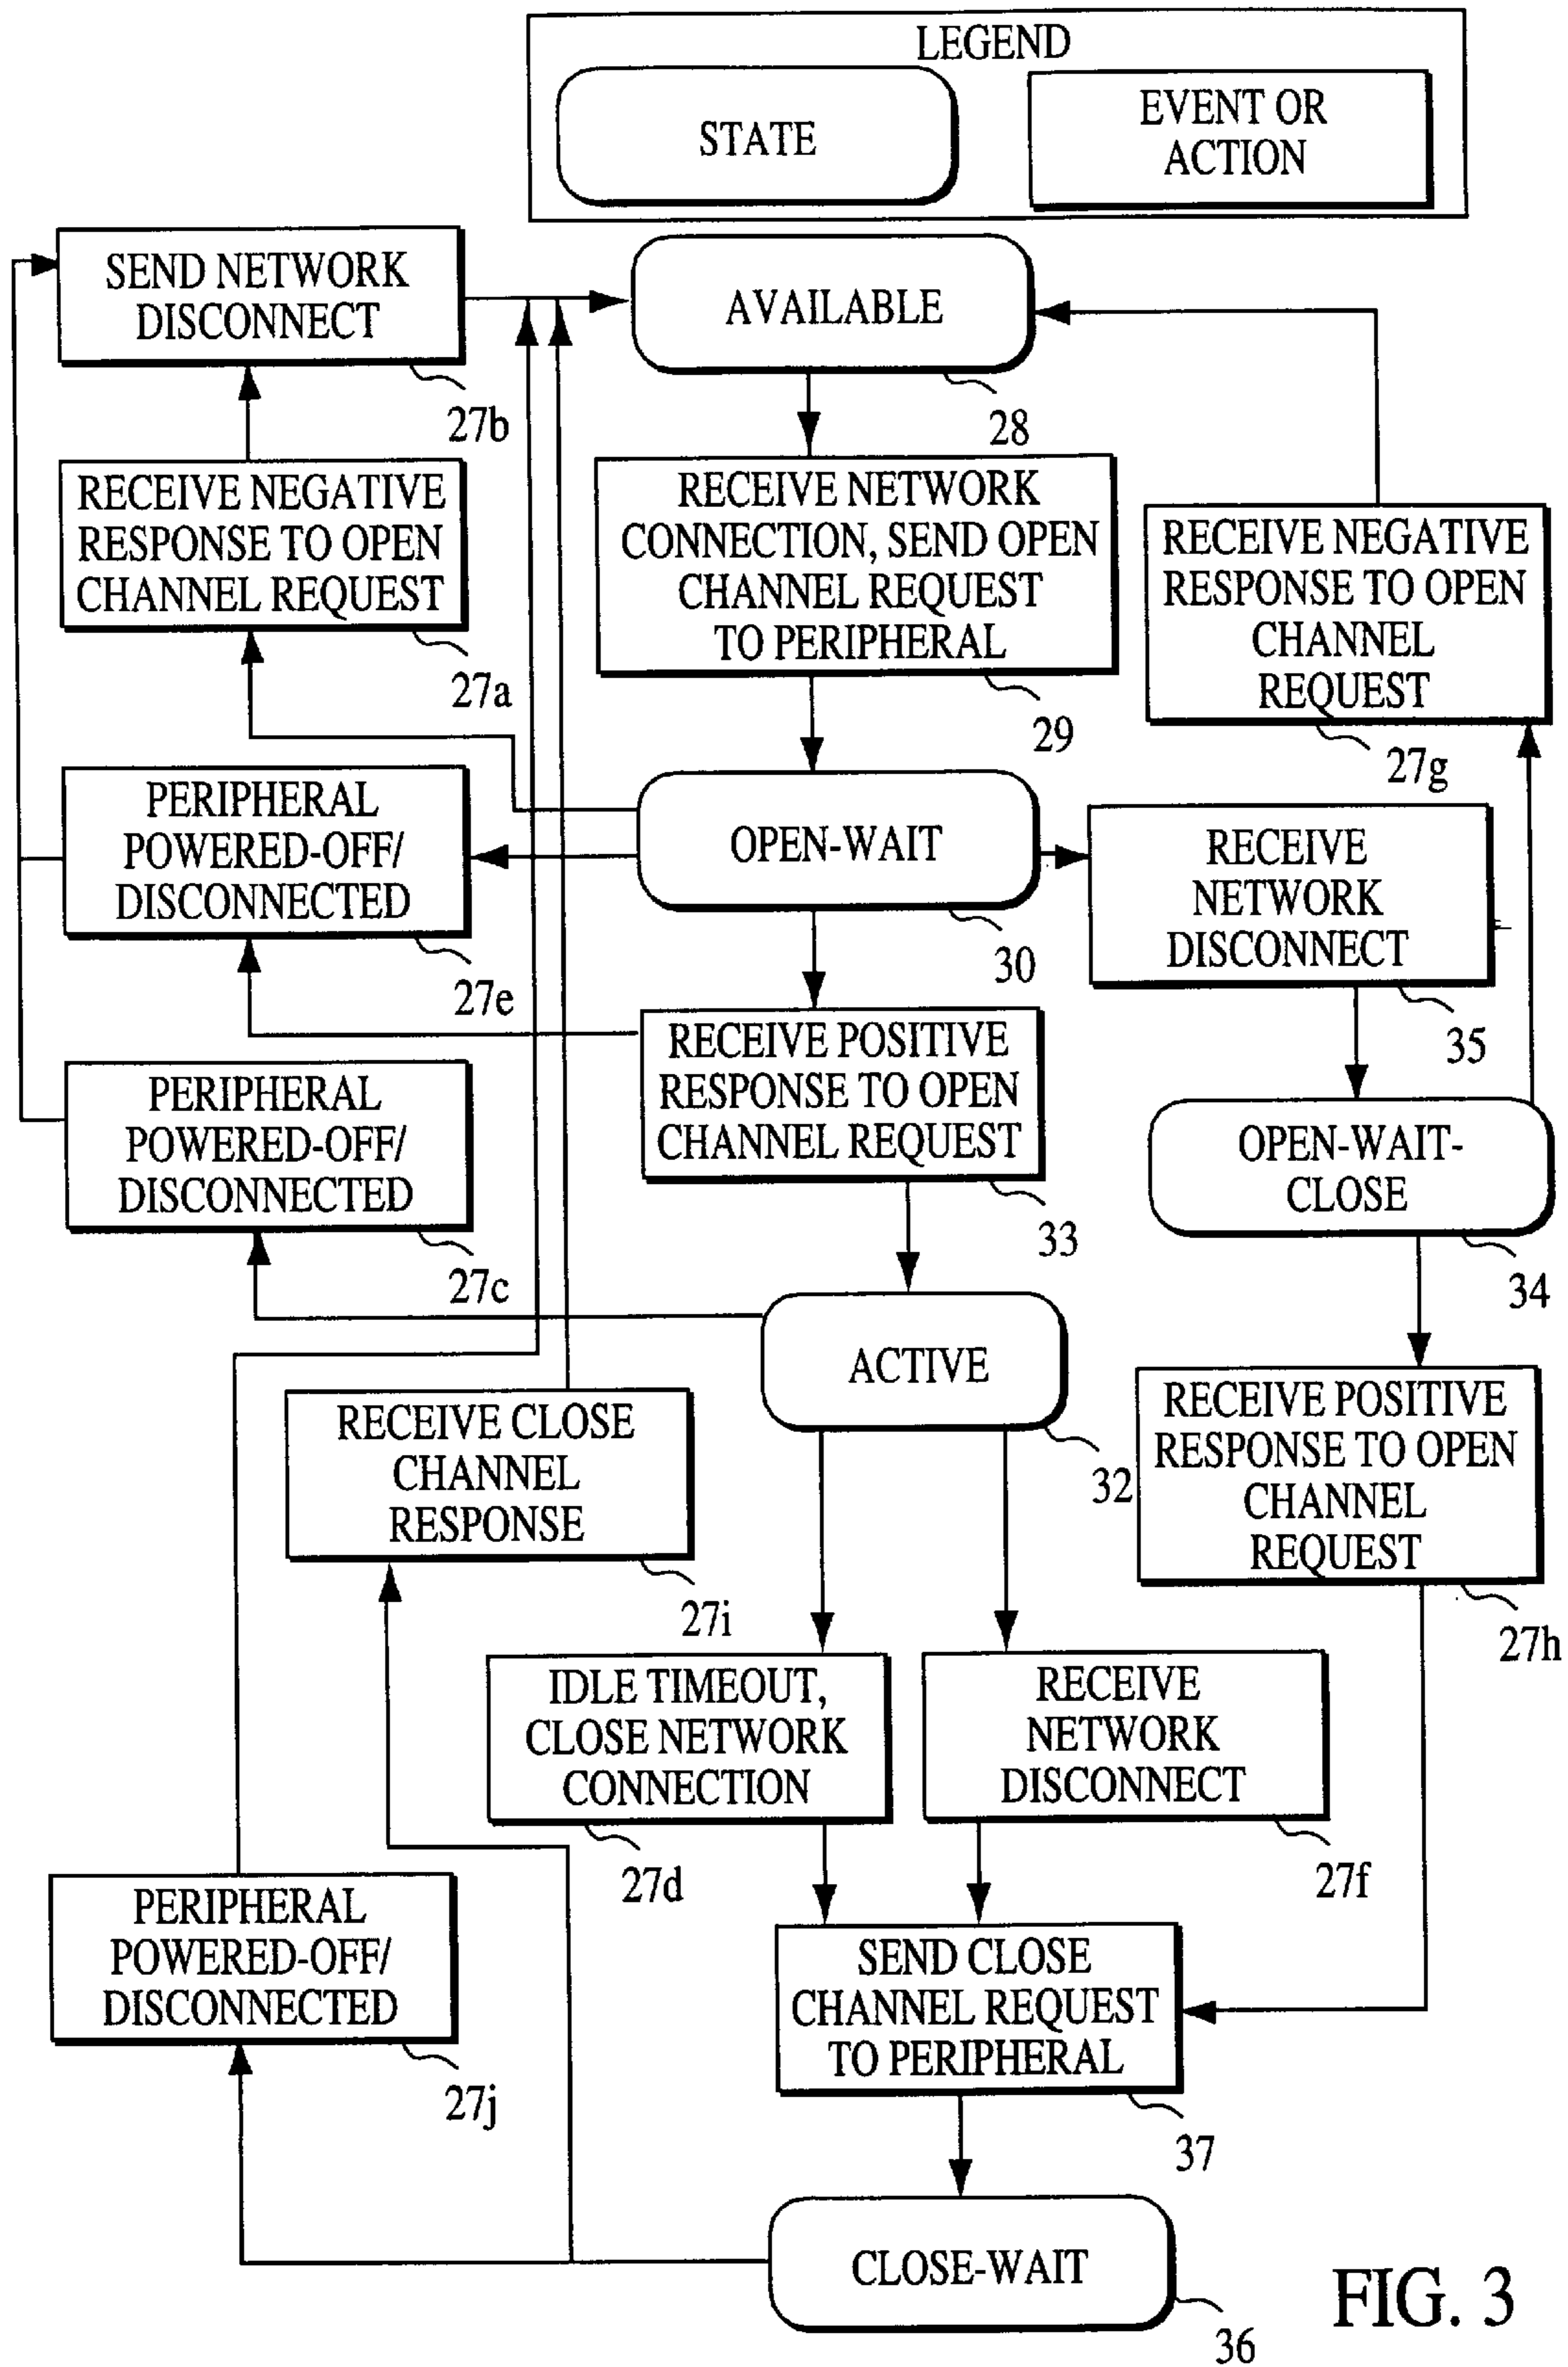 LEGEND
STATE
EVENT OR
ACTION
SEND NETWORK
DISCONNECT
27b
AVAILABLE
28
RECEIVE NEGATIVE
RESPONSE TO OPEN
CHANNEL REQUEST
27a
RECEIVE NETWORK
CONNECTION, SEND OPEN
CHANNEL REQUEST
TO PERIPHERAL
29
RECEIVE NEGATIVE
RESPONSE TO OPEN
CHANNEL
REQUEST
27g
PERIPHERAL
POWERED-OFF/
DISCONNECTED
27e
OPEN-WAIT
30
RECEIVE
NETWORK
DISCONNECT
35
PERIPHERAL
POWERED-OFF/
DISCONNECTED
27c
RECEIVE POSITIVE
RESPONSE TO OPEN
CHANNEL REQUEST
33
OPEN-WAIT-
CLOSE
34
ACTIVE
32
RECEIVE CLOSE
CHANNEL
RESPONSE
27i
RECEIVE POSITIVE
RESPONSE TO OPEN
CHANNEL
REQUEST
27h
IDLE TIMEOUT,
CLOSE NETWORK
CONNECTION
27d
RECEIVE
NETWORK
DISCONNECT
27f
PERIPHERAL
POWERED-OFF/
DISCONNECTED
27j
SEND CLOSE
CHANNEL REQUEST
TO PERIPHERAL
37
CLOSE-WAIT
36
FIG. 3